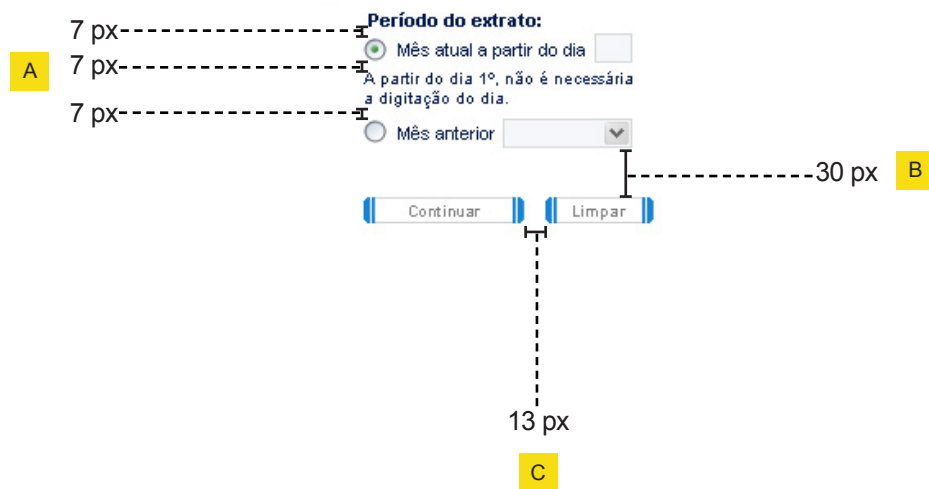 Período do extrato:
7 px
Mês atual a partir do dia
A
7 px
A partir do dia 1º, não é necessária
a digitação do dia.
7 px
Mês anterior
30 px
B
Continuar
Limpar
13 px
C